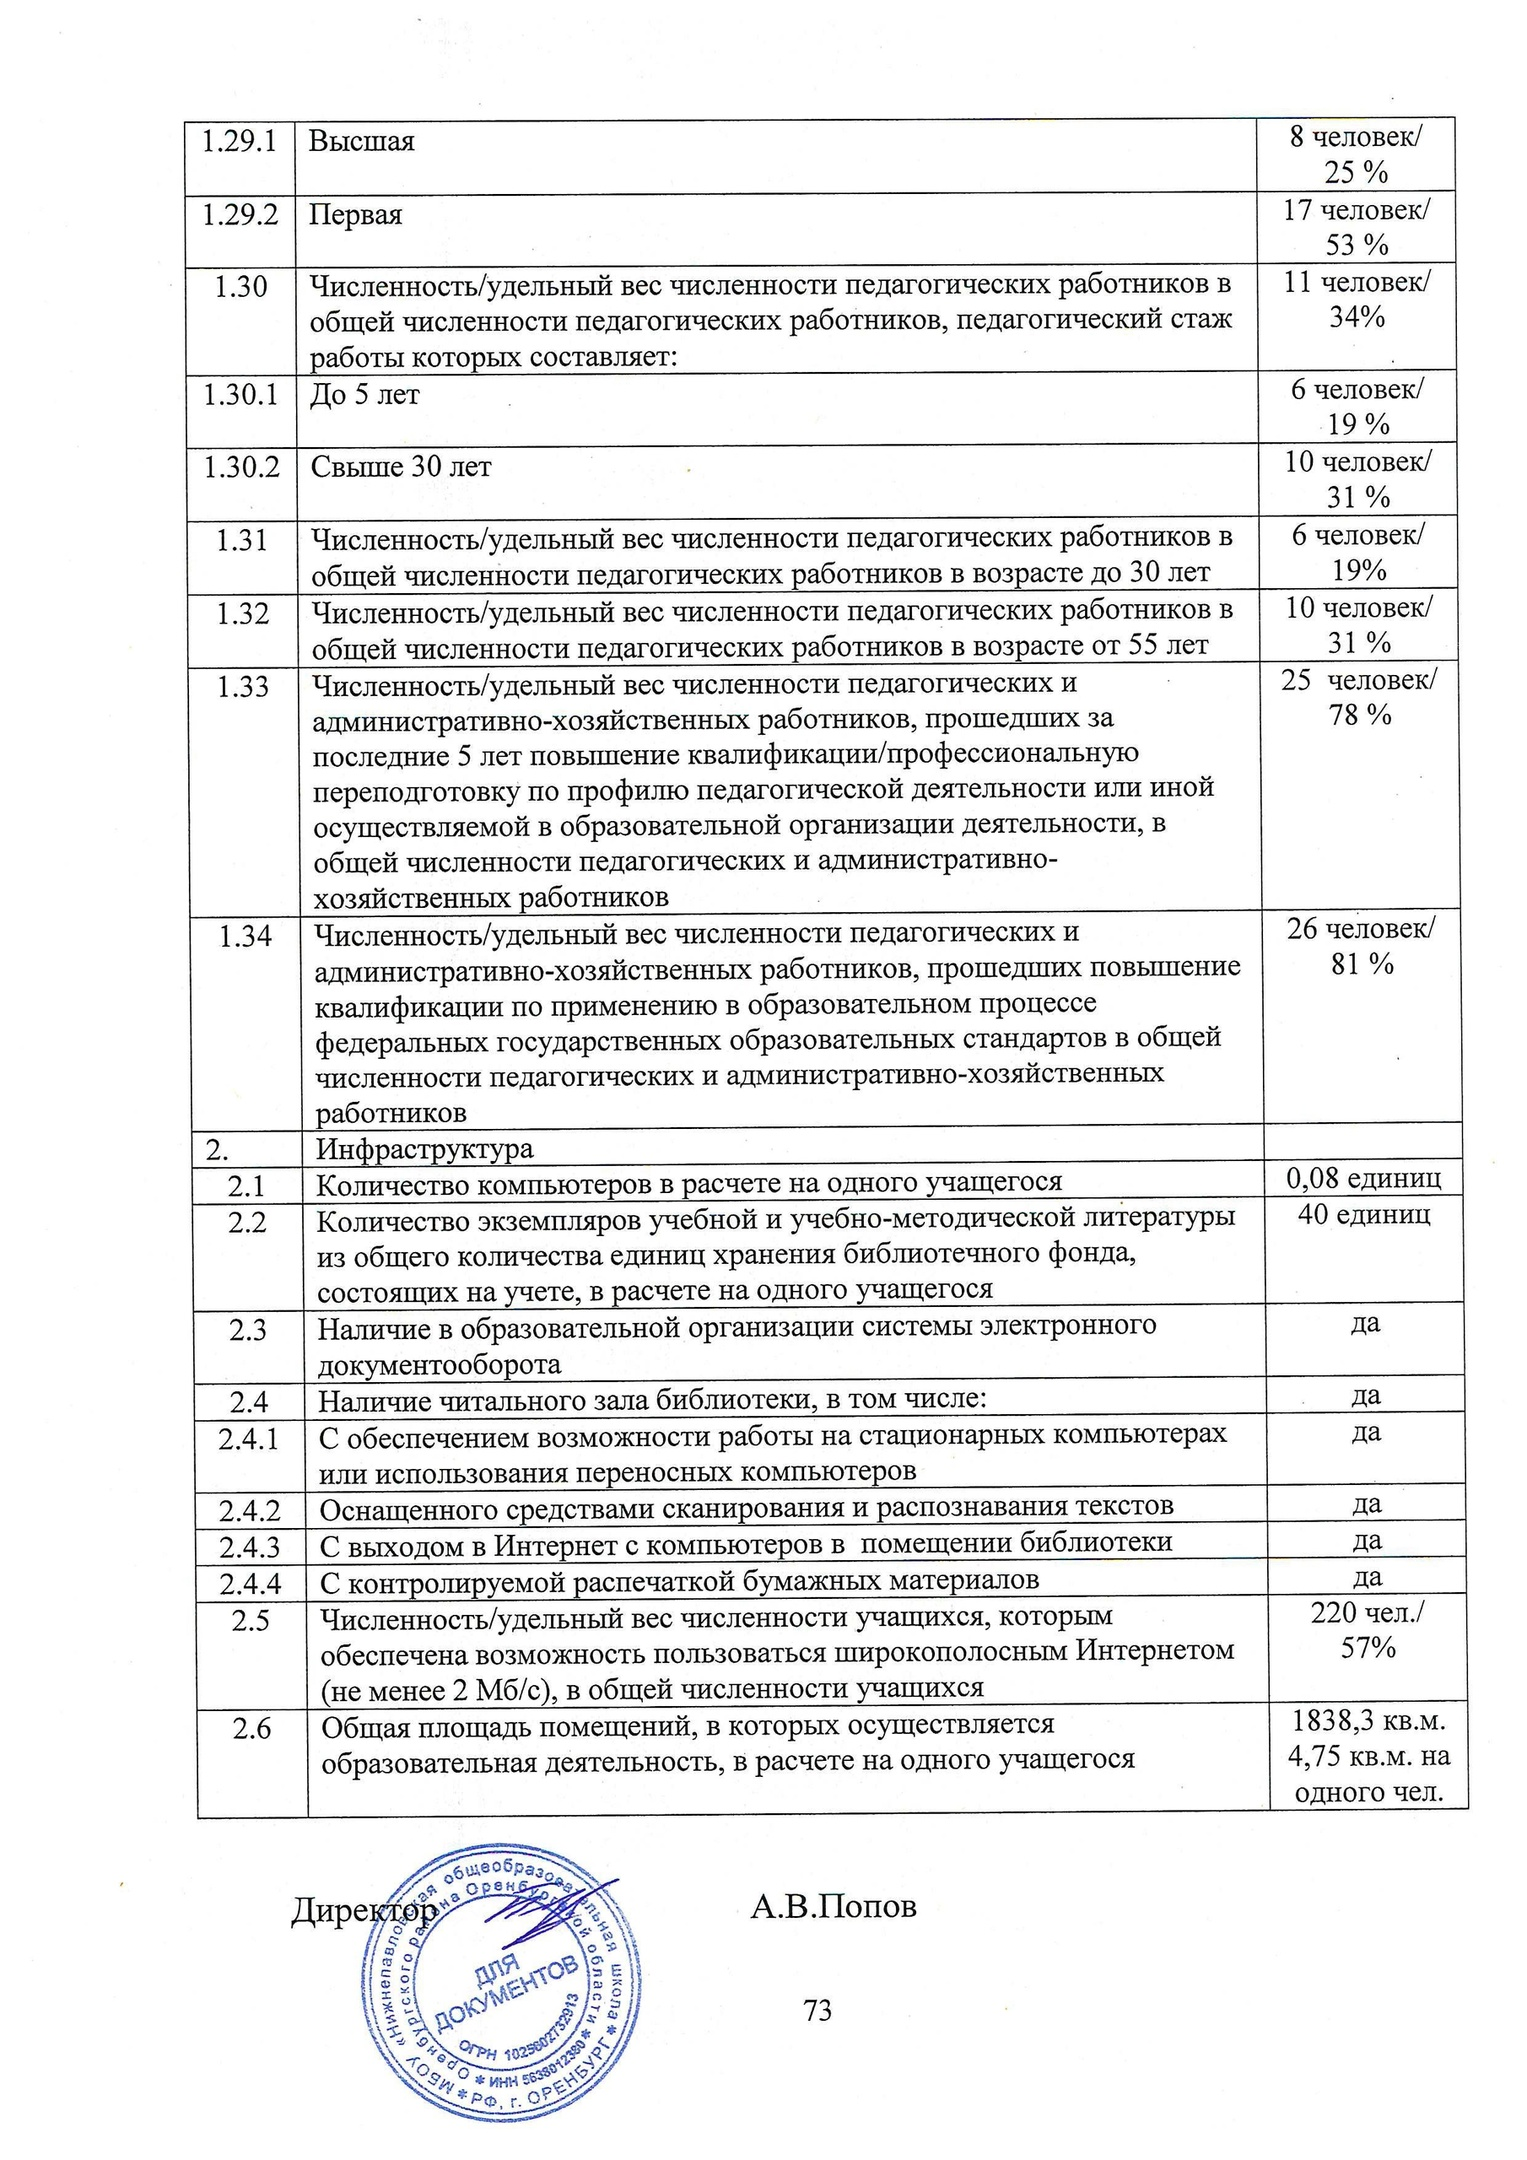 1.29.1 Высшая 8 человек/
25 %
1.29.2 Первая 17 человек/
53 %
1.30 Численность/удельный вес численности педагогических работников в 11 человек/
общей численности педагогических работников, педагогический стаж 34%
работы которых составляет:
1.30.1 До 5 лет 6 человек/
19 %
1.30.2 Свыше 30 лет 10 человек/
31 %
1.31 Численность/удельный вес численности педагогических работников в 6 человек/
общей численности педагогических работников в возрасте до 30 лет 19%
1.32 Численность/удельный вес численности педагогических работников в 10 человек/
общей численности педагогических работников в возрасте от 55 лет 31 %
1.33 Численность/удельный вес численности педагогических и 25 человек/
административно-хозяйственных работников, прошедших за 78 %
последние 5 лет повышение квалификации/профессиональную
переподготовку по профилю педагогической деятельности или иной
осуществляемой в образовательной организации деятельности, в
общей численности педагогических и административно-
хозяйственных работников
1.34 Численность/удельный вес численности педагогических и 26 человек/
административно-хозяйственных работников, прошедших повышение 81 %
квалификации по применению в образовательном процессе
федеральных государственных образовательных стандартов в общей
численности педагогических и административно-хозяйственных
работников
2. Инфраструктура
2.1 Количество компьютеров в расчете на одного учащегося 0,08 единиц
2.2 Количество экземпляров учебной и учебно-методической литературы 40 единиц
из общего количества единиц хранения библиотечного фонда,
состоящих на учете, в расчете на одного учащегося
2.3 Наличие в образовательной организации системы электронного да
документооборота
2.4 Наличие читального зала библиотеки, в том числе: да
2.4.1 С обеспечением возможности работы на стационарных компьютерах да
или использования переносных компьютеров
2.4.2 Оснащенного средствами сканирования и распознавания текстов да
2.4.3 С выходом в Интернет с компьютеров в помещении библиотеки да
2.4.4 С контролируемой распечаткой бумажных материалов да
2.5 Численность/удельный вес численности учащихся, которым 220 чел./
обеспечена возможность пользоваться широкополосным Интернетом 57%
(не менее 2 Мб/с), в общей численности учащихся
2.6 Общая площадь помещений, в которых осуществляется 1838,3 кв.м.
образовательная деятельность, в расчете на одного учащегося 4,75 кв.м. на
одного чел.
Директор А.В.Попов
МБОУ «Нижнепавловская общеобразовательная школа * РФ, г. ОРЕНБУРГ *
Оренбургского района Оренбургской области * ИНН 5638012380 *
ДЛЯ
ДОКУМЕНТОВ
ОГРН 1025602732913
73